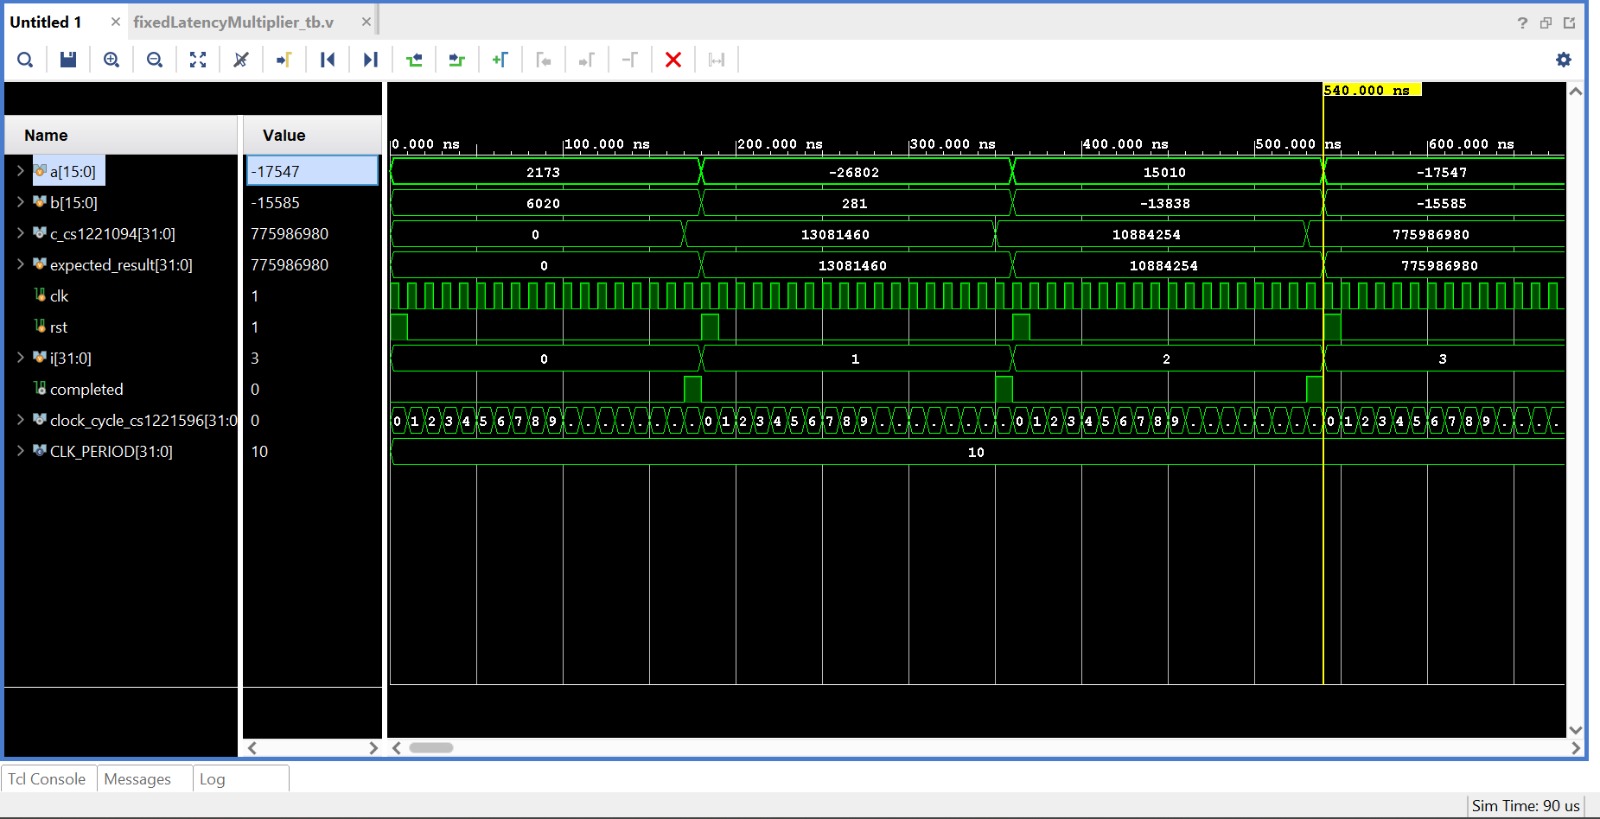 Untitled 1 × fixedLatencyMultiplier_tb.v ×
?
540.000 ns
Name Value
0.000 ns 100.000 ns 200.000 ns 300.000 ns 400.000 ns 500.000 ns 600.000 ns
a[15:0] -17547 2173 -26802 15010 -17547
b[15:0] -15585 6020 281 -13838 -15585
c_cs1221094[31:0] 775986980 0 13081460 10884254 775986980
expected_result[31:0] 775986980 0 13081460 10884254 775986980
clk 1
rst 1
i[31:0] 3 0 1 2 3
completed 0
clock_cycle_cs1221596[31:0 0 0 1 2 3 4 5 6 7 8 9 . . . . . . . . 0 1 2 3 4 5 6 7 8 9 . . . . . . . . 0 1 2 3 4 5 6 7 8 9 . . . . . . . . 0 1 2 3 4 5 6 7 8 9 . . . .
CLK_PERIOD[31:0] 10 10
Tcl Console Messages Log
Sim Time: 90 us